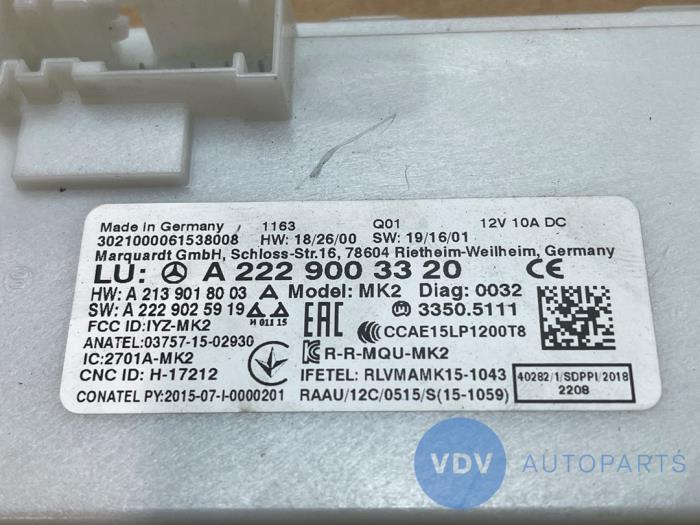 Made in Germany 1163 Q01 12V 10A DC
3021000061538008 HW: 18/26/00 SW: 19/16/01
Marquardt GmbH, Schloss-Str.16, 78604 Rietheim-Weilheim, Germany
LU: A 222 900 33 20 CE
HW: A 213 901 80 03 Model: MK2 Diag: 0032
SW: A 222 902 59 19 3350.5111
H 011 15
FCC ID:IYZ-MK2 EAC CCAE15LP1200T8
ANATEL: 03757-15-02930
IC:2701A-MK2 R-R-MQU-MK2
CNC ID: H-17212 IFETEL: RLVMAMK15-1043
CONATEL PY:2015-07-I-0000201 RAAU/12C/0515/S(15-1059)
40282/1/SDPPI/2018
2208
VDV AUTOPARTS